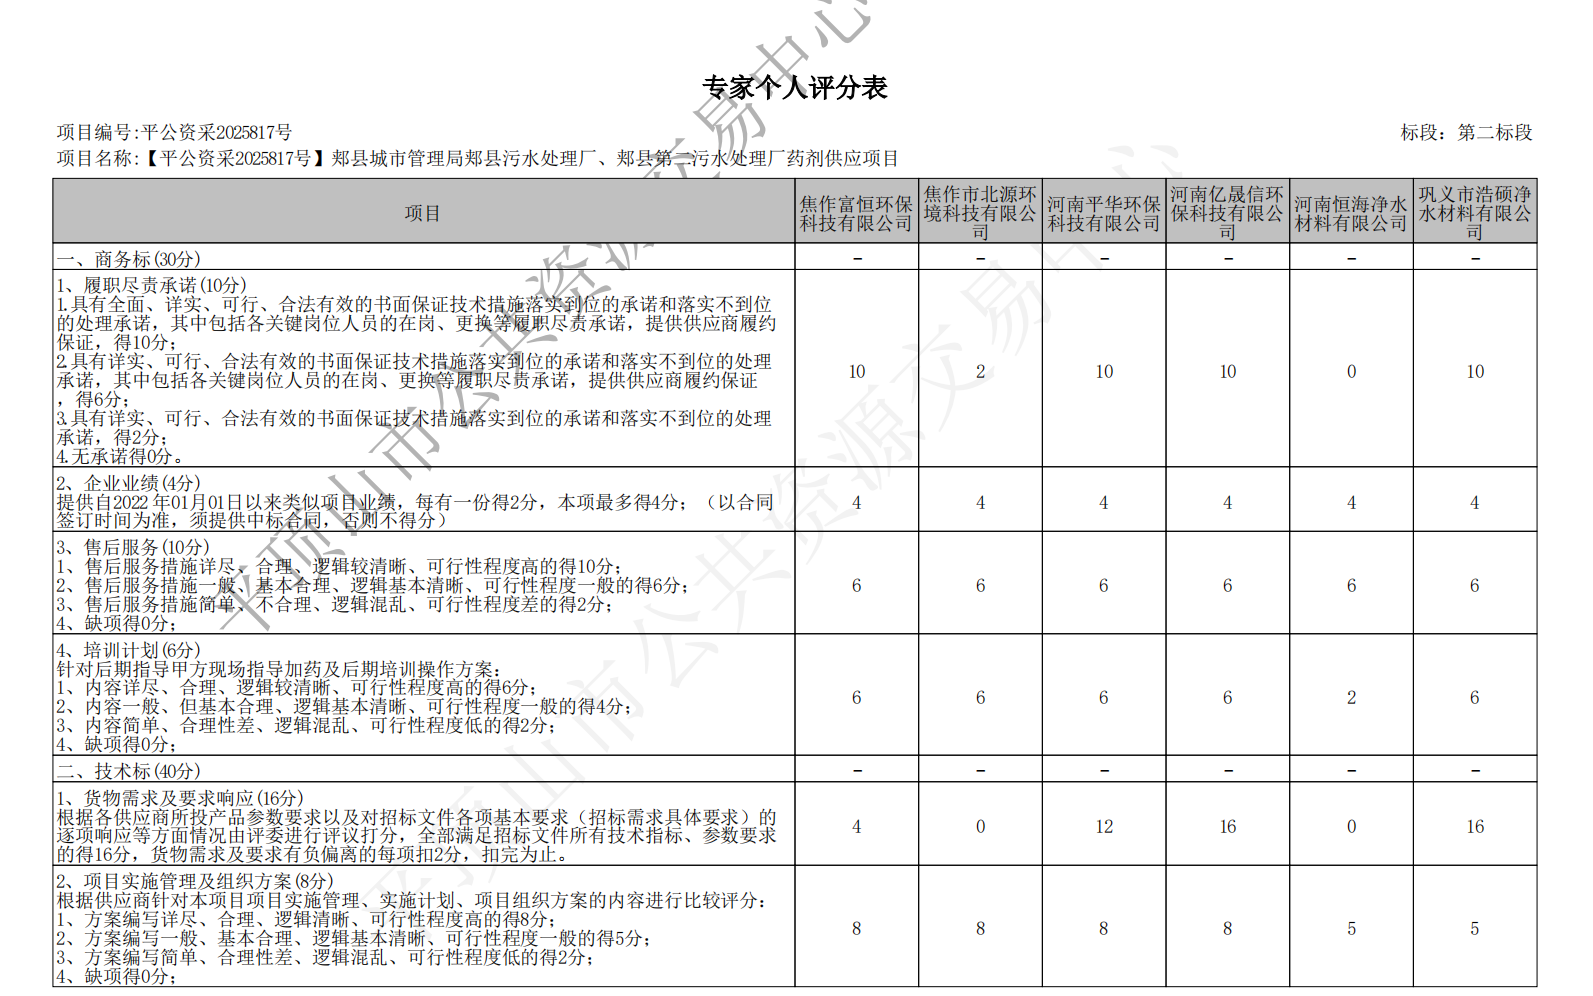 专家个人评分表
项目编号:平公资采2025817号
标段：第二标段
项目名称:【平公资采2025817号】郏县城市管理局郏县污水处理厂、郏县第二污水处理厂药剂供应项目
项目
焦作富恒环保
科技有限公司
焦作市北源环
境科技有限公
司
河南平华环保
科技有限公司
河南亿晟信环
保科技有限公
司
河南恒海净水
材料有限公司
巩义市浩硕净
水材料有限公
司
一、商务标(30分)
- - - - - -
1、履职尽责承诺(10分)
1.具有全面、详实、可行、合法有效的书面保证技术措施落实到位的承诺和落实不到位
的处理承诺，其中包括各关键岗位人员的在岗、更换等履职尽责承诺，提供供应商履约
保证，得10分；
2.具有详实、可行、合法有效的书面保证技术措施落实到位的承诺和落实不到位的处理
承诺，其中包括各关键岗位人员的在岗、更换等履职尽责承诺，提供供应商履约保证
，得6分；
3.具有详实、可行、合法有效的书面保证技术措施落实到位的承诺和落实不到位的处理
承诺，得2分；
4.无承诺得0分。
10 2 10 10 0 10
2、企业业绩(4分)
提供自2022年01月01日以来类似项目业绩，每有一份得2分，本项最多得4分；（以合同
签订时间为准，须提供中标合同，否则不得分）
4 4 4 4 4 4
3、售后服务(10分)
1、售后服务措施详尽、合理、逻辑较清晰、可行性程度高的得10分；
2、售后服务措施一般、基本合理、逻辑基本清晰、可行性程度一般的得6分；
3、售后服务措施简单、不合理、逻辑混乱、可行性程度差的得2分；
4、缺项得0分；
6 6 6 6 6 6
4、培训计划(6分)
针对后期指导甲方现场指导加药及后期培训操作方案：
1、内容详尽、合理、逻辑较清晰、可行性程度高的得6分；
2、内容一般、但基本合理、逻辑基本清晰、可行性程度一般的得4分；
3、内容简单、合理性差、逻辑混乱、可行性程度低的得2分；
4、缺项得0分；
6 6 6 6 2 6
二、技术标(40分)
- - - - - -
1、货物需求及要求响应(16分)
根据各供应商所投产品参数要求以及对招标文件各项基本要求（招标需求具体要求）的
逐项响应等方面情况由评委进行评议打分，全部满足招标文件所有技术指标、参数要求
的得16分，货物需求及要求有负偏离的每项扣2分，扣完为止。
4 0 12 16 0 16
2、项目实施管理及组织方案(8分)
根据供应商针对本项目项目实施管理、实施计划、项目组织方案的内容进行比较评分：
1、方案编写详尽、合理、逻辑清晰、可行性程度高的得8分；
2、方案编写一般、基本合理、逻辑基本清晰、可行性程度一般的得5分；
3、方案编写简单、合理性差、逻辑混乱、可行性程度低的得2分；
4、缺项得0分；
8 8 8 8 5 5
平顶山市公共资源交易中心
平顶山市公共资源交易中心